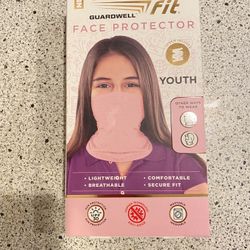 fit
GUARDWELL
FACE PROTECTOR
YOUTH
OTHER WAYS
TO WEAR
• LIGHTWEIGHT
• BREATHABLE
• COMFORTABLE
• SECURE FIT